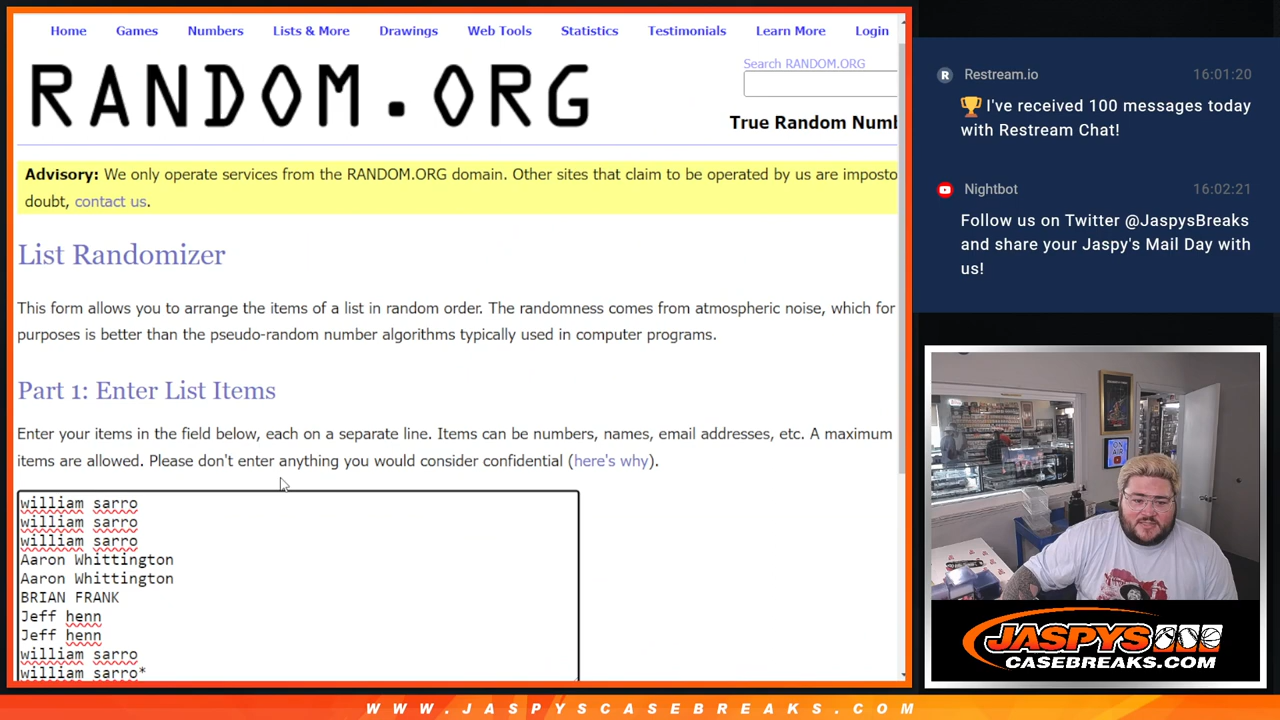 Home Games Numbers Lists & More Drawings Web Tools Statistics Testimonials Learn More Login
RANDOM.ORG
Search RANDOM.ORG
True Random Numb
Advisory: We only operate services from the RANDOM.ORG domain. Other sites that claim to be operated by us are imposto
doubt, contact us.
List Randomizer
This form allows you to arrange the items of a list in random order. The randomness comes from atmospheric noise, which for
purposes is better than the pseudo-random number algorithms typically used in computer programs.
Part 1: Enter List Items
Enter your items in the field below, each on a separate line. Items can be numbers, names, email addresses, etc. A maximum
items are allowed. Please don't enter anything you would consider confidential (here's why).
william sarro
william sarro
william sarro
Aaron Whittington
Aaron Whittington
BRIAN FRANK
Jeff henn
Jeff henn
william sarro
william sarro*
R Restream.io 16:01:20
🏆 I've received 100 messages today
with Restream Chat!
Nightbot 16:02:21
Follow us on Twitter @JaspysBreaks
and share your Jaspy's Mail Day with
us!
ON AIR
JASPYS
CASEBREAKS.COM
WWW.JASPYSCASEBREAKS.COM